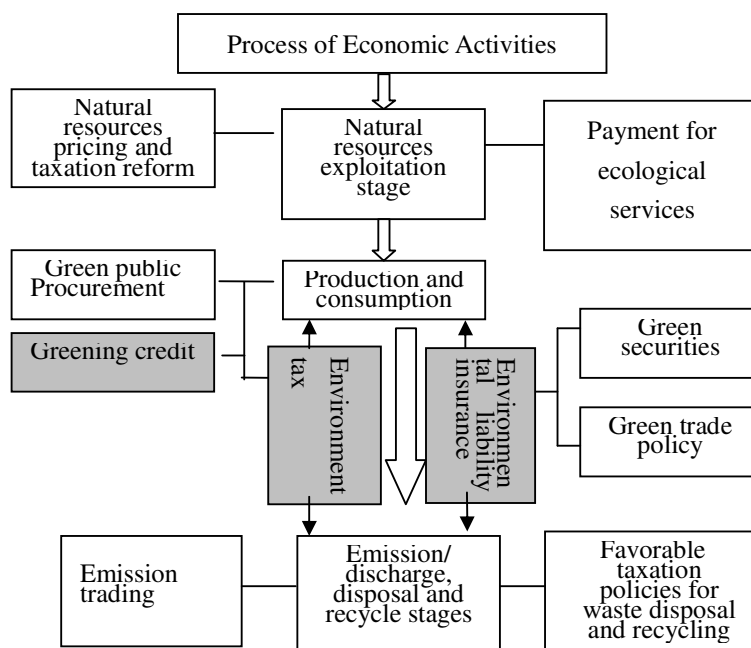 Process of Economic Activities
Natural
resources
pricing and
taxation reform
Natural
resources
exploitation
stage
Payment for
ecological
services
Green public
Procurement
Production and
consumption
Greening credit
Environment
tax
Environmen
tal liability
insurance
Green
securities
Green trade
policy
Emission
trading
Emission/
discharge,
disposal and
recycle stages
Favorable
taxation
policies for
waste disposal
and recycling